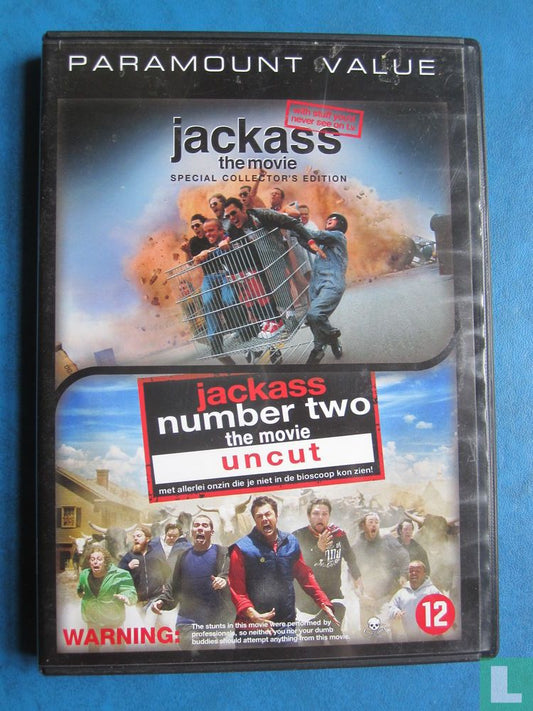 PARAMOUNT VALUE
with stuff you'd
never see on t.v.
jackass
the movie
SPECIAL COLLECTOR'S EDITION
jackass
number two
the movie
uncut
met allerlei onzin die je niet in de bioscoop kon zien!
WARNING:
The stunts in this movie were performed by
professionals, so neither you nor your dumb
buddies should attempt anything from this movie.
12
L